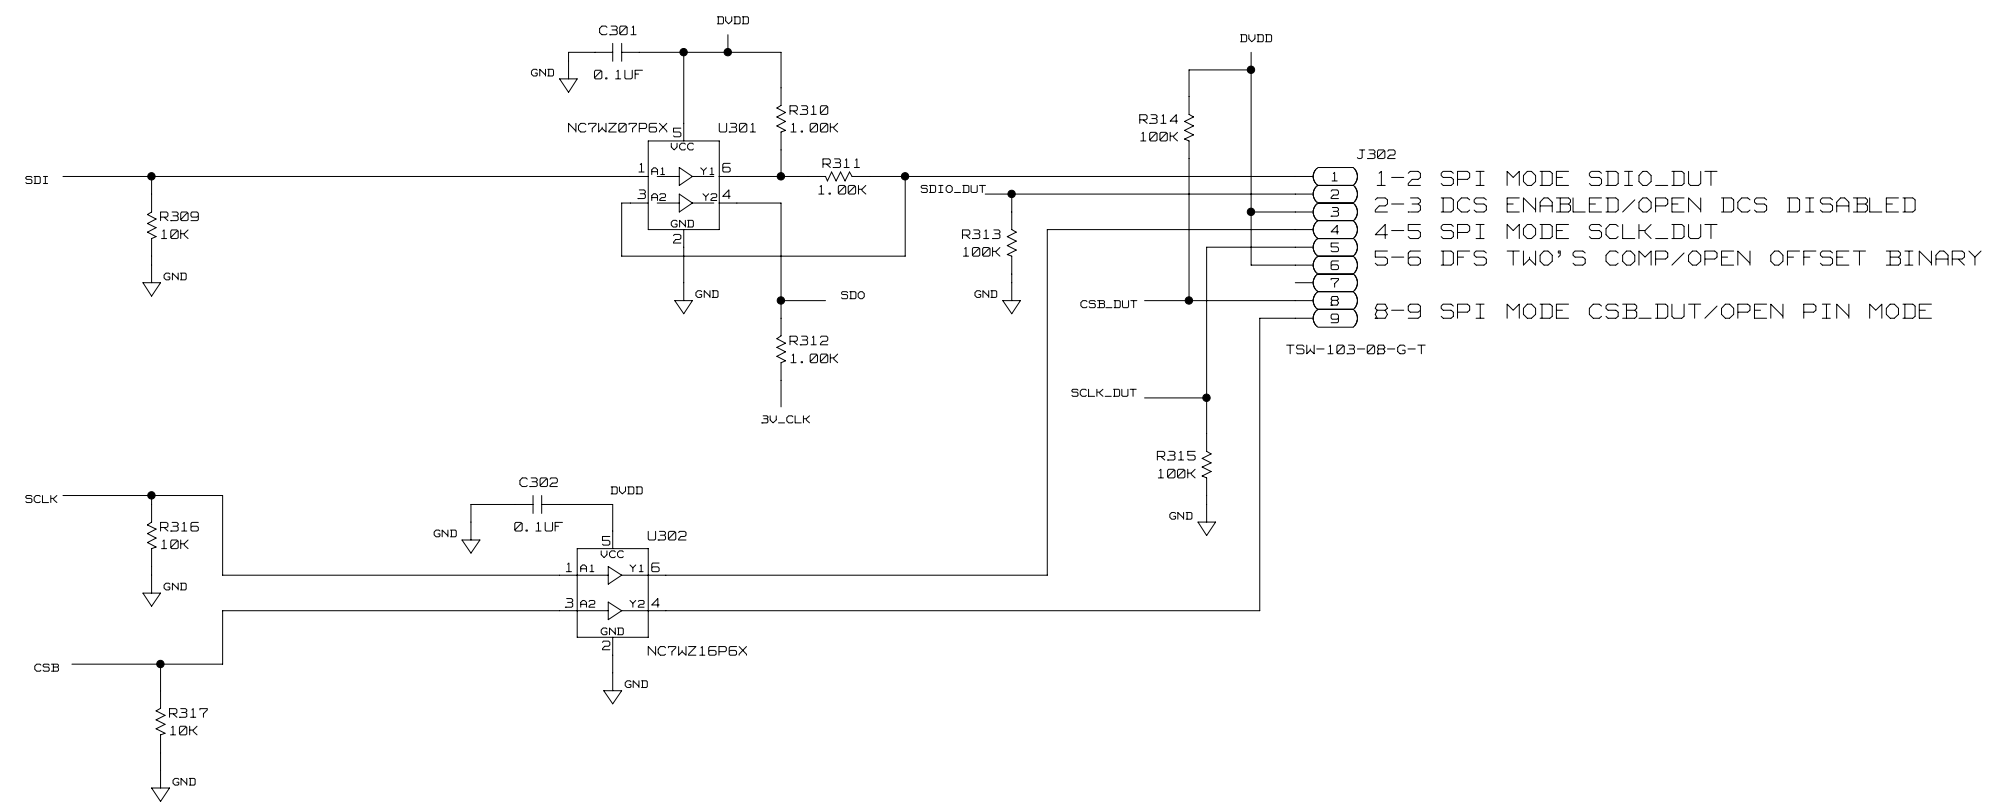 DVDD
C301
GND
0.1UF
DVDD
R310
1.00K
NC7WZ07P6X
U301
5
VCC
R314
100K
J302
SDI
1
A1
Y1
6
3
A2
Y2
4
GND
2
R311
1.00K
SDIO_DUT
R309
10K
GND
GND
SDO
R313
100K
GND
CSB_DUT
1
2
3
4
5
6
7
8
9
1-2 SPI MODE SDIO_DUT
2-3 DCS ENABLED/OPEN DCS DISABLED
4-5 SPI MODE SCLK_DUT
5-6 DFS TWO'S COMP/OPEN OFFSET BINARY
8-9 SPI MODE CSB_DUT/OPEN PIN MODE
TSW-103-08-G-T
R312
1.00K
3V_CLK
SCLK_DUT
R315
100K
GND
SCLK
R316
10K
GND
C302
GND
0.1UF
DVDD
U302
5
VCC
1
A1
Y1
6
3
A2
Y2
4
GND
2
NC7WZ16P6X
GND
CSB
R317
10K
GND